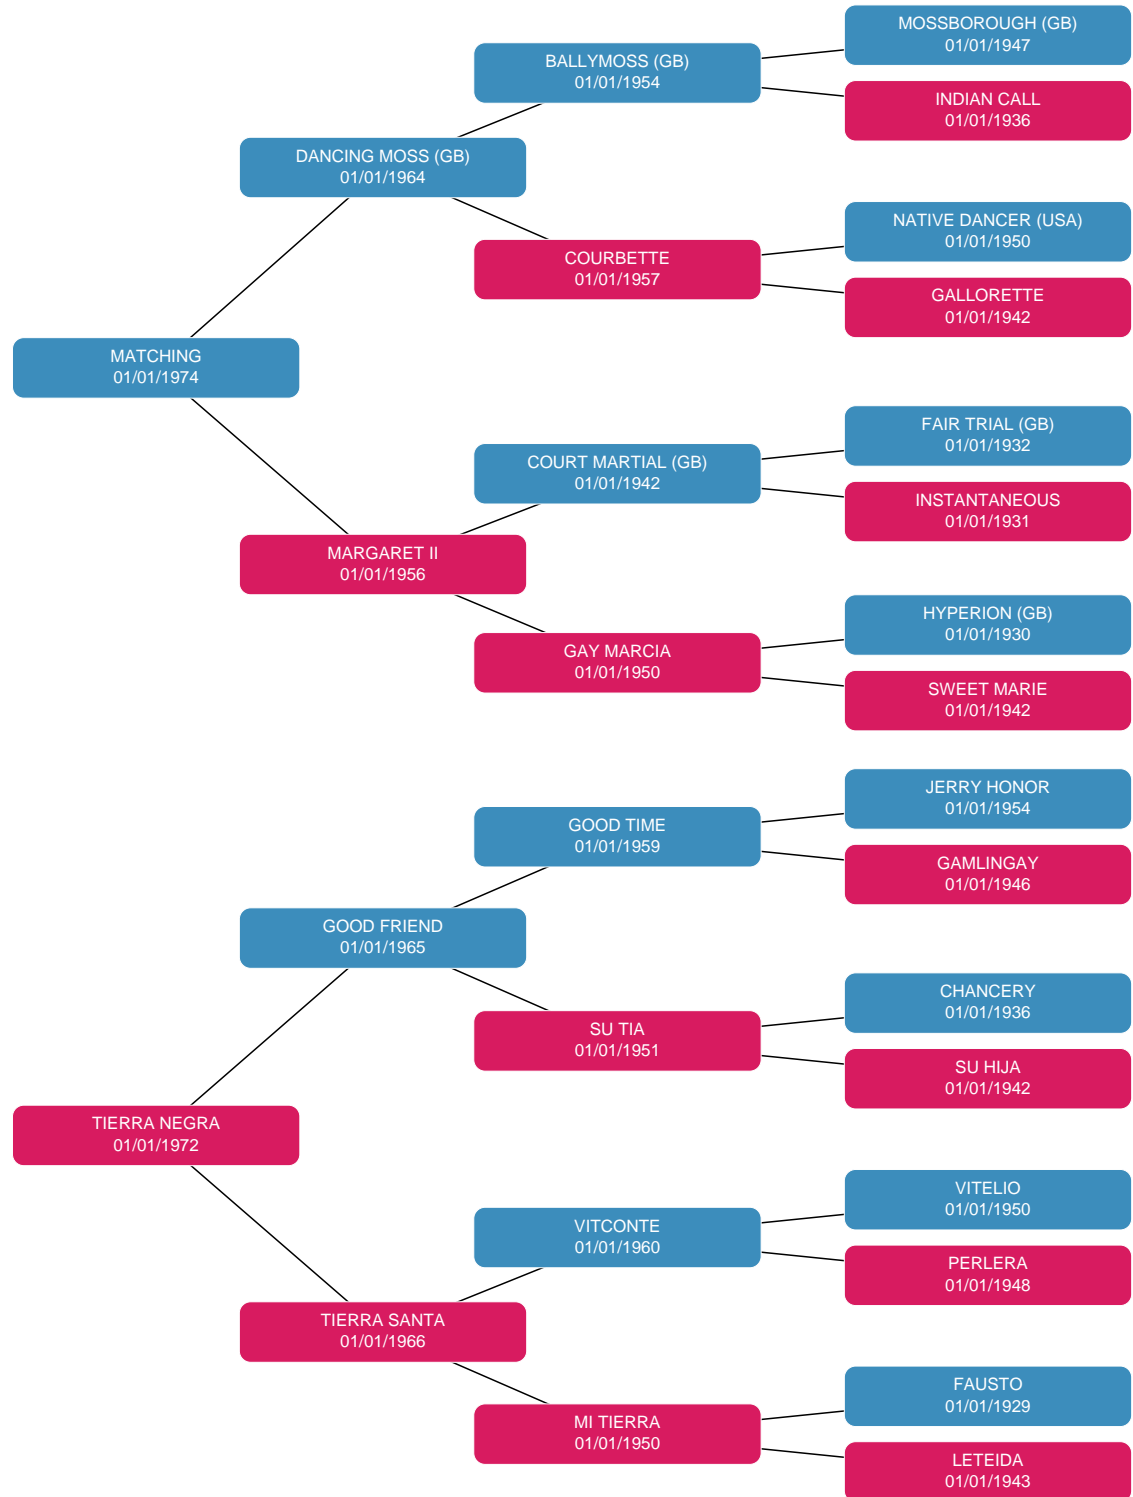 MOSSBOROUGH (GB)
01/01/1947
BALLYMOSS (GB)
01/01/1954
INDIAN CALL
01/01/1936
DANCING MOSS (GB)
01/01/1964
NATIVE DANCER (USA)
01/01/1950
COURBETTE
01/01/1957
GALLORETTE
01/01/1942
MATCHING
01/01/1974
FAIR TRIAL (GB)
01/01/1932
COURT MARTIAL (GB)
01/01/1942
INSTANTANEOUS
01/01/1931
MARGARET II
01/01/1956
HYPERION (GB)
01/01/1930
GAY MARCIA
01/01/1950
SWEET MARIE
01/01/1942
JERRY HONOR
01/01/1954
GOOD TIME
01/01/1959
GAMLINGAY
01/01/1946
GOOD FRIEND
01/01/1965
CHANCERY
01/01/1936
SU TIA
01/01/1951
SU HIJA
01/01/1942
TIERRA NEGRA
01/01/1972
VITELIO
01/01/1950
VITCONTE
01/01/1960
PERLERA
01/01/1948
TIERRA SANTA
01/01/1966
FAUSTO
01/01/1929
MI TIERRA
01/01/1950
LETEIDA
01/01/1943